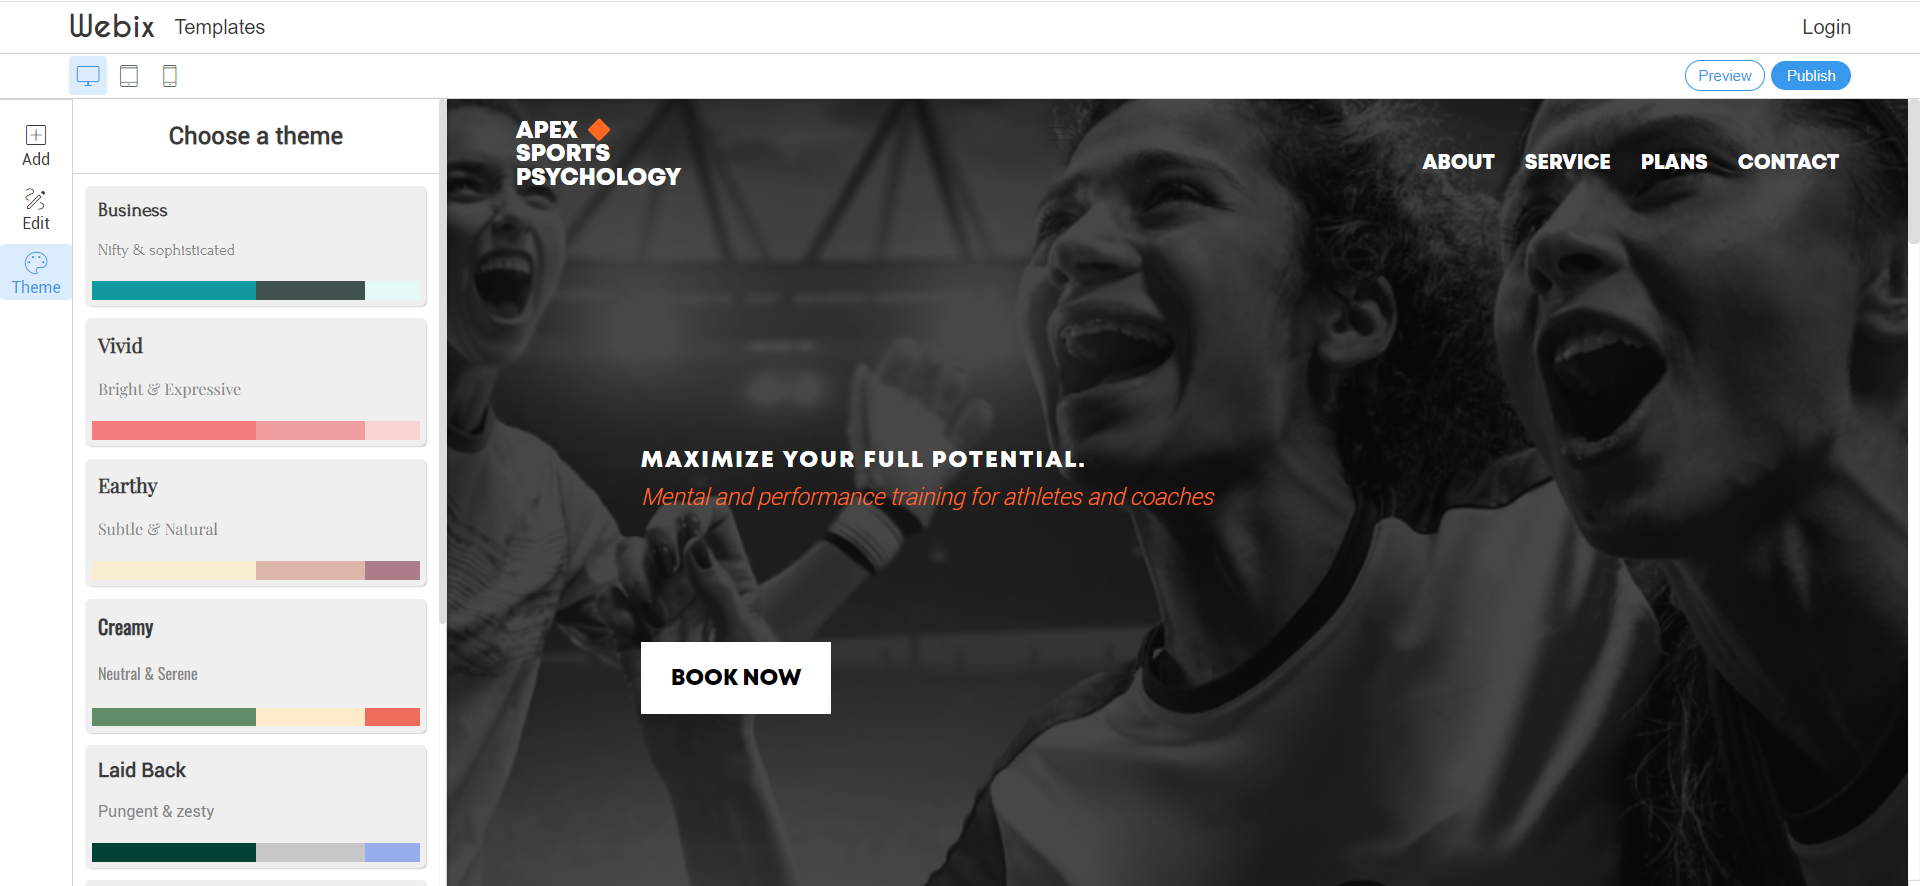 Webix
Templates
Login
Preview
Publish
Add
Edit
Theme
Choose a theme
Business
Nifty & sophisticated
Vivid
Bright & Expressive
Earthy
Subtle & Natural
Creamy
Neutral & Serene
Laid Back
Pungent & zesty
APEX
SPORTS
PSYCHOLOGY
ABOUT
SERVICE
PLANS
CONTACT
MAXIMIZE YOUR FULL POTENTIAL.
Mental and performance training for athletes and coaches
BOOK NOW